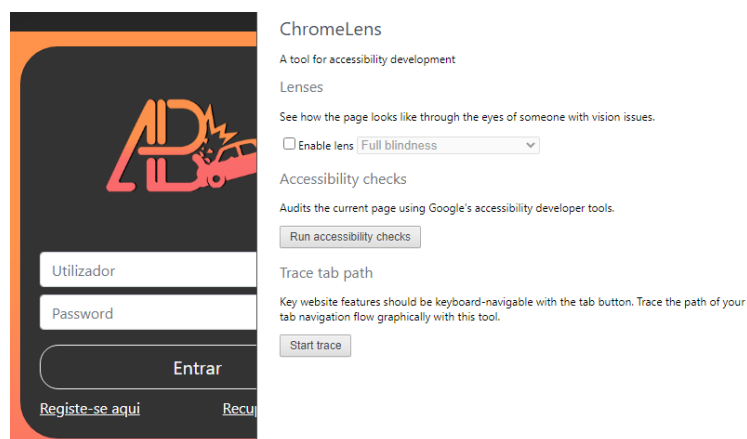 ChromeLens
A tool for accessibility development
Lenses
See how the page looks like through the eyes of someone with vision issues.
Enable lens Full blindness
Accessibility checks
Audits the current page using Google's accessibility developer tools.
Run accessibility checks
Trace tab path
Key website features should be keyboard-navigable with the tab button. Trace the path of your
tab navigation flow graphically with this tool.
Start trace
Utilizador
Password
Entrar
Registe-se aqui